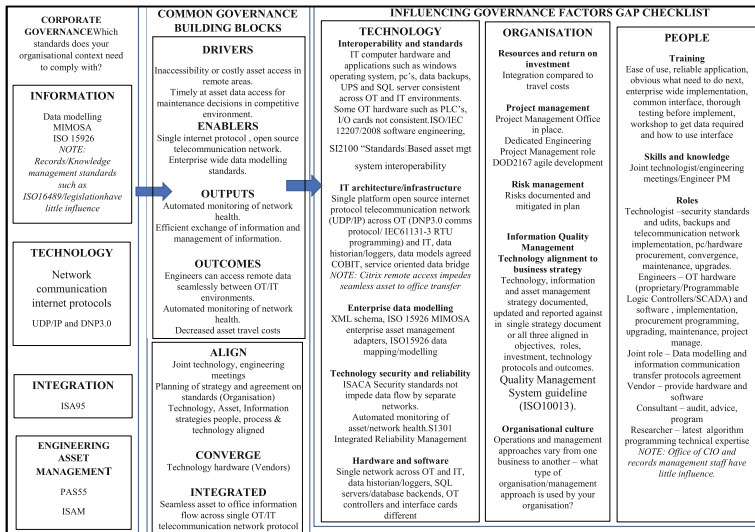 CORPORATE
GOVERNANCEWhich
standards does your
organisational context need
to comply with?
INFORMATION
Data modelling
MIMOSA
ISO 15926
NOTE:
Records/Knowledge
management standards
such as
ISO16489/legislationhave
little influence
TECHNOLOGY
Network
communication
internet protocols
UDP/IP and DNP3.0
INTEGRATION
ISA95
ENGINEERING
ASSET
MANAGEMENT
PAS55
ISAM
COMMON GOVERNANCE
BUILDING BLOCKS
DRIVERS
Inaccessibility or costly asset access in
remote areas.
Timely at asset data access for
maintenance decisions in competitive
environment.
ENABLERS
Single internet protocol , open source
telecommunication network.
Enterprise wide data modelling
standards.
OUTPUTS
Automated monitoring of network
health.
Efficient exchange of information and
management of information.
OUTCOMES
Engineers can access remote data
seamlessly between OT/IT
environments.
Automated monitoring of network
health.
Decreased asset travel costs
ALIGN
Joint technology, engineering
meetings
Planning of strategy and agreement on
standards (Organisation)
Technology, Asset, Information
strategies people, process &
technology aligned
CONVERGE
Technology hardware (Vendors)
INTEGRATED
Seamless asset to office information
flow across single OT/IT
telecommunication network protocol
INFLUENCING GOVERNANCE FACTORS GAP CHECKLIST
TECHNOLOGY
Interoperability and standards
IT computer hardware and
applications such as windows
operating system, pc's, data backups,
UPS and SQL server consistent
across OT and IT environments.
Some OT hardware such as PLC's,
I/O cards not consistent.ISO/IEC
12207/2008 software engineering,
SI2100 "Standards Based asset mgt
system interoperability
IT architecture/infrastructure
Single platform open source internet
protocol telecommunication network
(UDP/IP) across OT (DNP3.0 comms
protocol/ IEC61131-3 RTU
programming) and IT, data
historian/loggers, data models agreed
COBIT, service oriented data bridge
NOTE: Citrix remote access impedes
seamless asset to office transfer
Enterprise data modelling
XML schema, ISO 15926 MIMOSA
enterprise asset management
adapters, ISO15926 data
mapping/modelling
Technology security and reliability
ISACA Security standards not
impede data flow by separate
networks.
Automated monitoring of
asset/network health.S1301
Integrated Reliability Management
Hardware and software
Single network across OT and IT,
data historian/loggers, SQL
servers/database backends, OT
controllers and interface cards
different
ORGANISATION
Resources and return on
investment
Integration compared to
travel costs
Project management
Project Management Office
in place.
Dedicated Engineering
Project Management role
DOD2167 agile development
Risk management
Risks documented and
mitigated in plan
Information Quality
Management
Technology alignment to
business strategy
Technology, information
and asset management
strategy documented,
updated and reported against
in single strategy document
or all three aligned in
objectives, roles,
investment, technology
protocols and outcomes.
Quality Management
System guideline
(ISO10013).
Organisational culture
Operations and management
approaches vary from one
business to another – what
type of
organisation/management
approach is used by your
organisation?
PEOPLE
Training
Ease of use, reliable application,
obvious what need to do next,
enterprise wide implementation,
common interface, thorough
testing before implement,
workshop to get data required
and how to use interface
Skills and knowledge
Joint technologist/engineering
meetings/Engineer PM
Roles
Technologist –security standards
and udits, backups and
telecommunication network
implementation, pc/hardware
procurement, convergence,
maintenance, upgrades.
Engineers – OT hardware
(proprietary/Programmable
Logic Controllers/SCADA) and
software , implementation,
procurement programming,
upgrading, maintenance, project
manage.
Joint role – Data modelling and
information communication
transfer protocols agreement
Vendor – provide hardware and
software
Consultant – audit, advice,
program
Researcher – latest algorithm
programming technical expertise
NOTE: Office of CIO and
records management staff have
little influence.